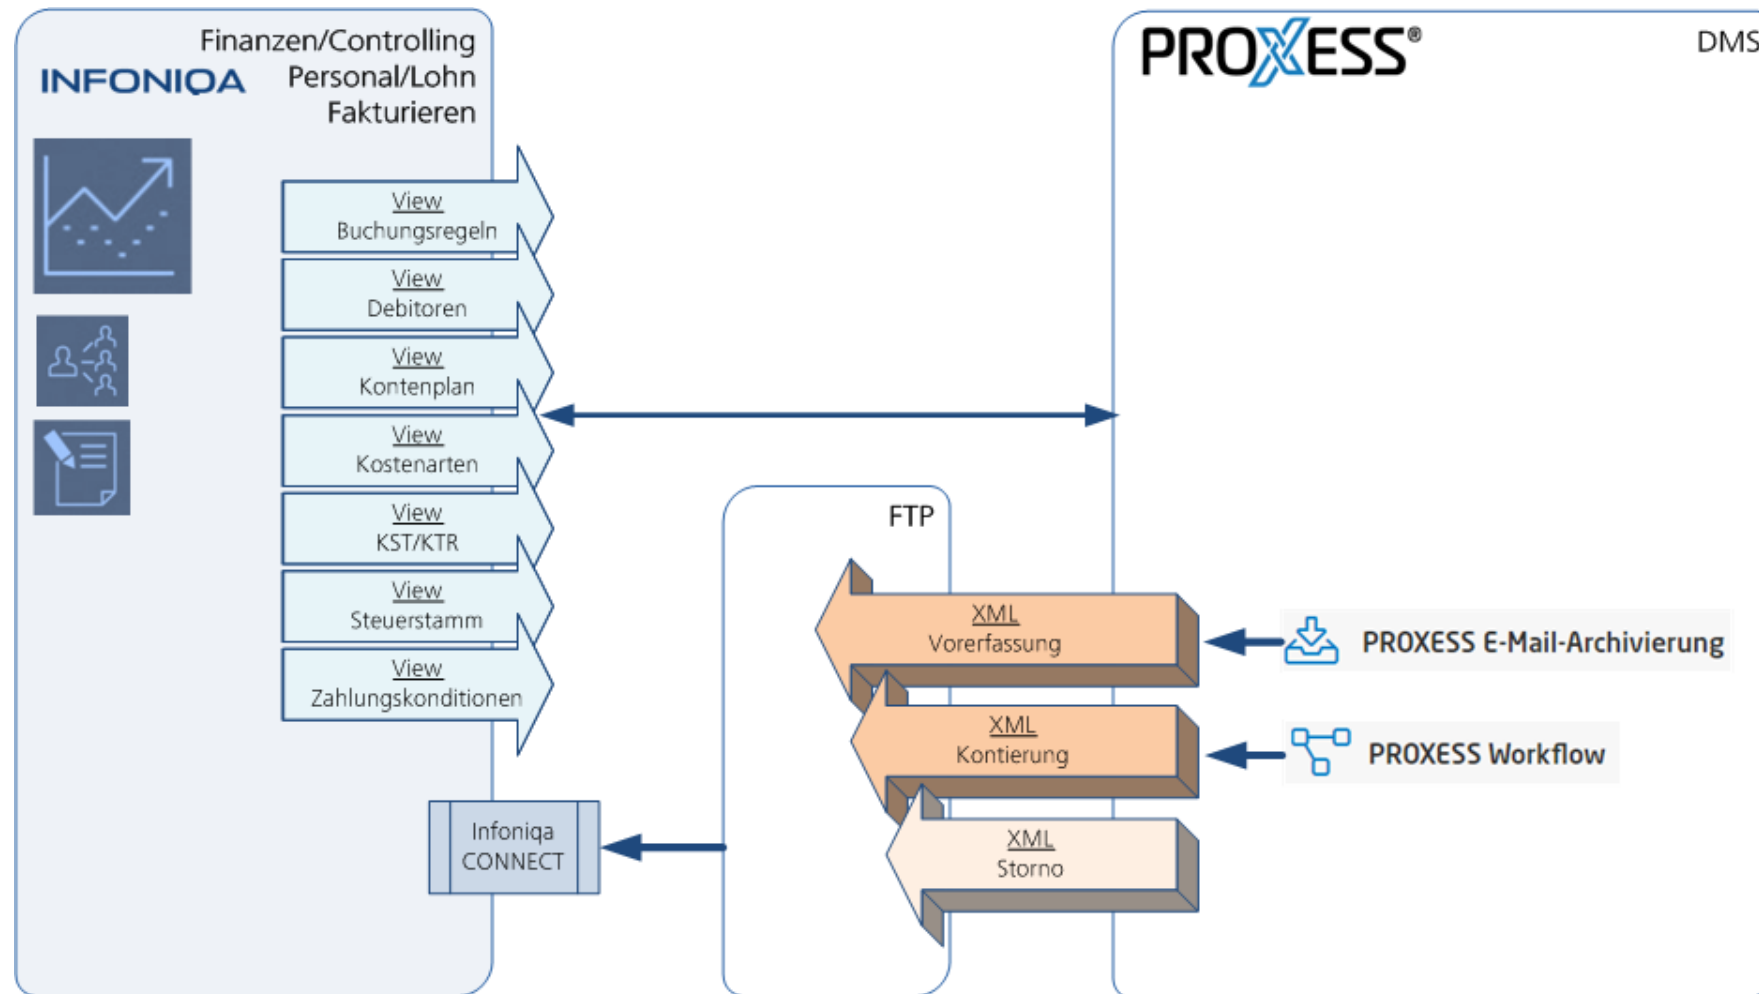 Finanzen/Controlling
INFONIQA
Personal/Lohn
Fakturieren
View
Buchungsregeln
View
Debitoren
View
Kontenplan
View
Kostenarten
View
KST/KTR
View
Steuerstamm
View
Zahlungskonditionen
Infoniqa
CONNECT
FTP
PROXESS®
DMS
XML
Vorerfassung
XML
Kontierung
XML
Storno
PROXESS E-Mail-Archivierung
PROXESS Workflow